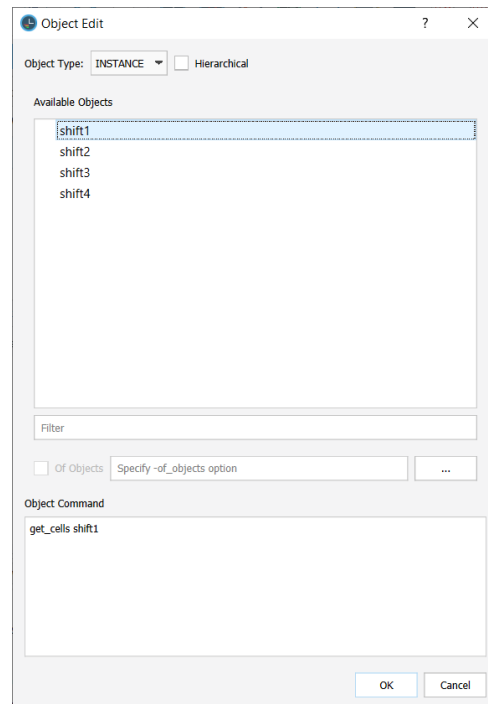 Object Edit ? ×
Object Type: INSTANCE Hierarchical
Available Objects
shift1
shift2
shift3
shift4
Filter
Of Objects Specify -of_objects option ...
Object Command
get_cells shift1
OK Cancel